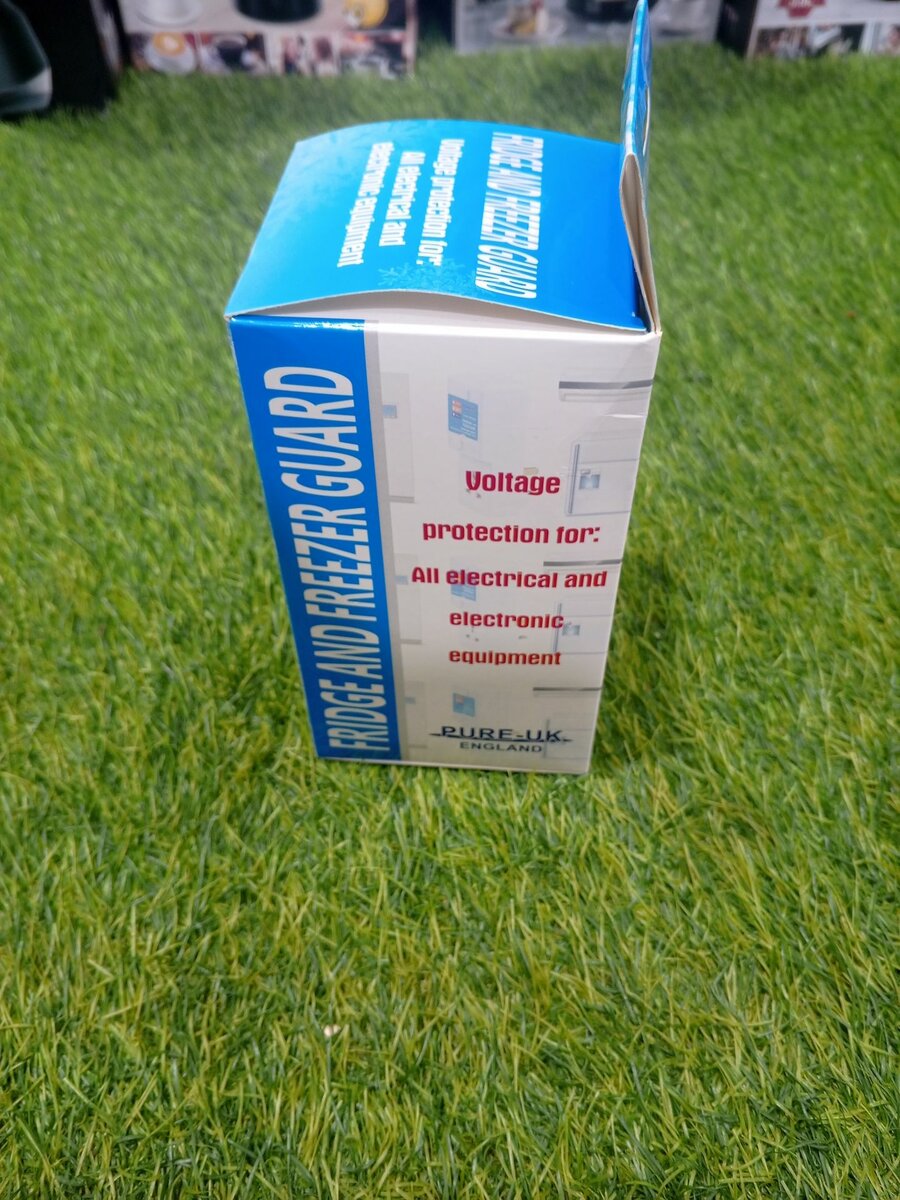 FRIDGE AND FREEZER GUARD
Voltage protection for:
All electrical and
electronic equipment
FRIDGE AND FREEZER GUARD
Voltage
protection for:
All electrical and
electronic
equipment
PURE-UK
ENGLAND